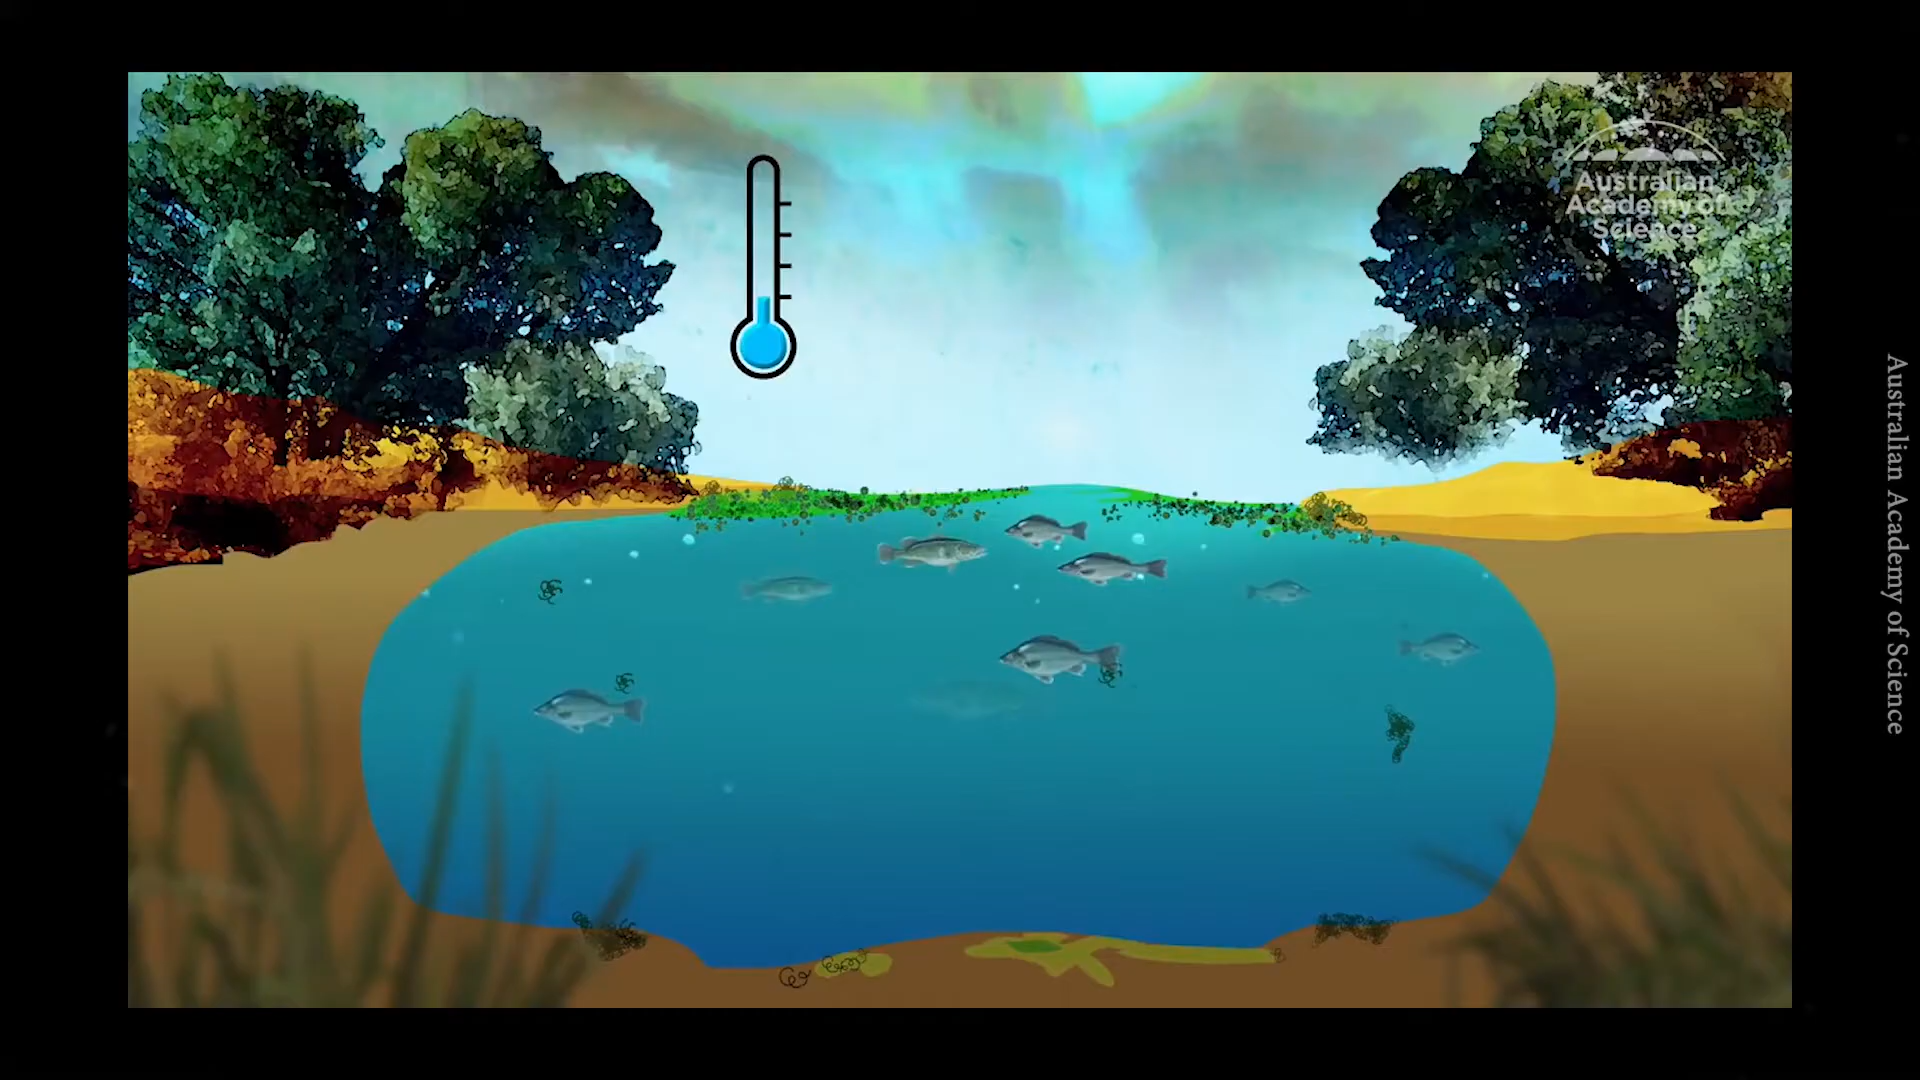 Australian
Academy of
Science
Australian Academy of Science